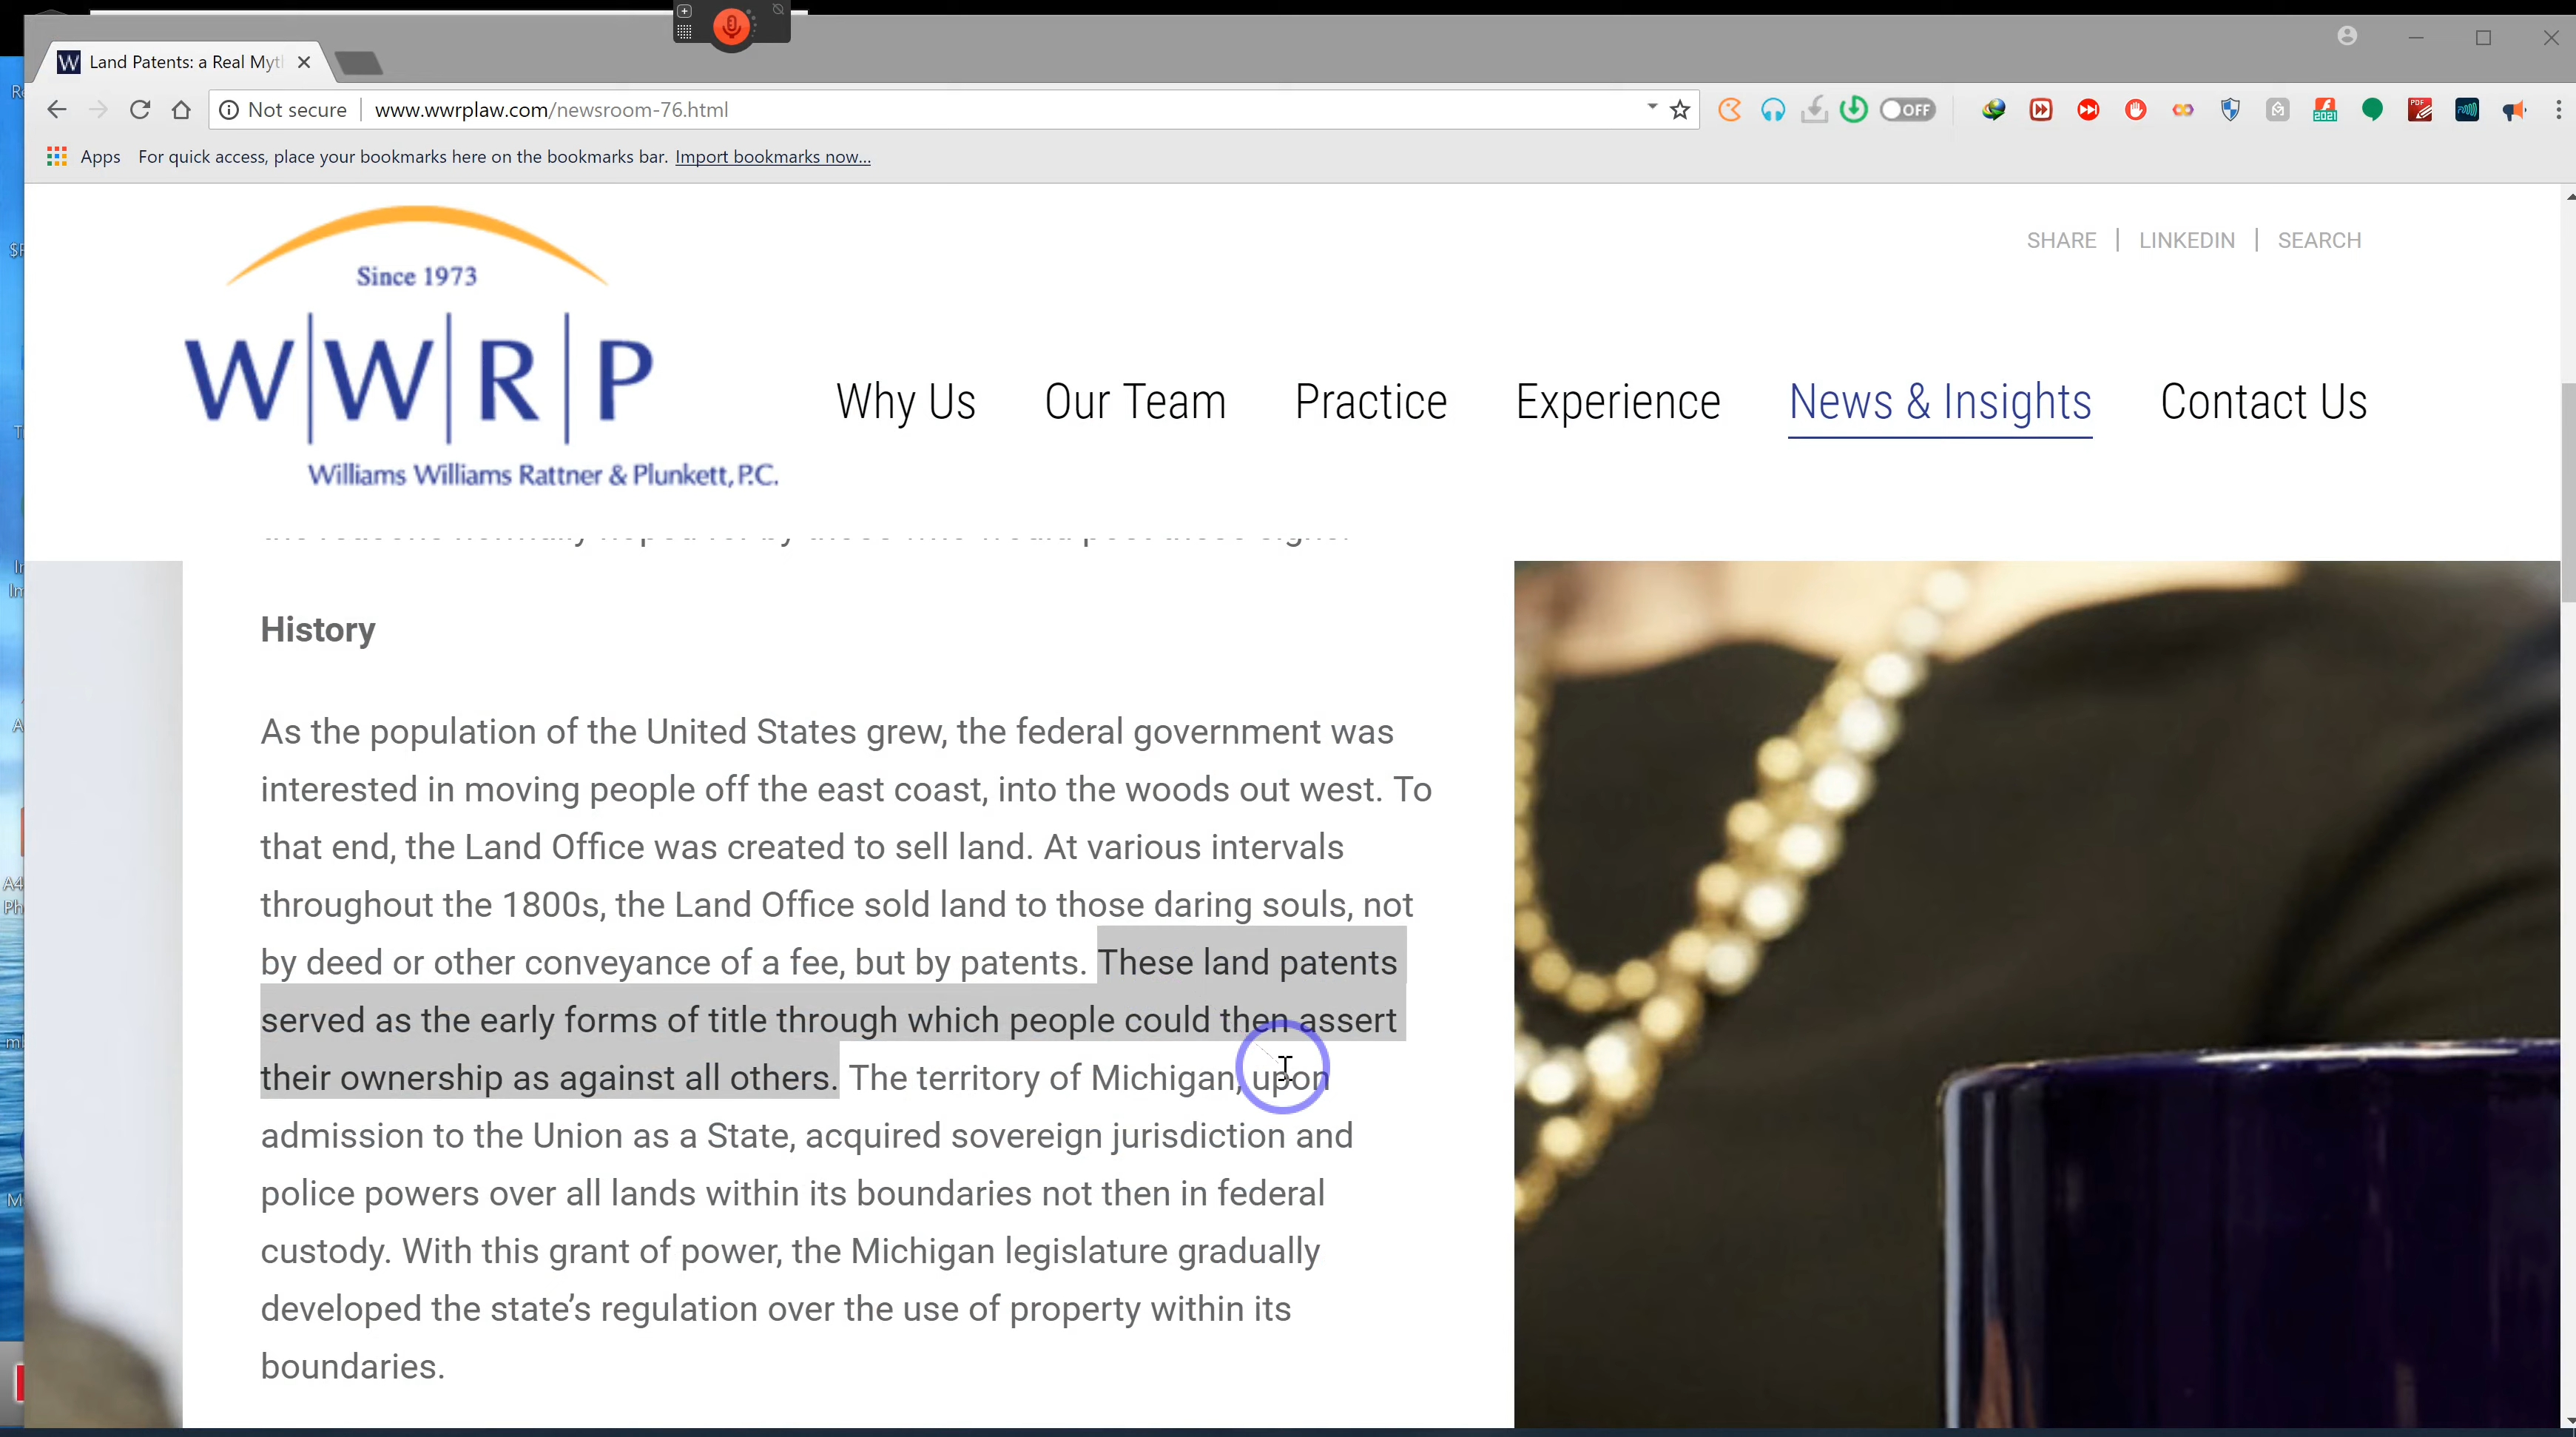 Land Patents: a Real Myt
Not secure
www.wwrplaw.com/newsroom-76.html
OFF
2021
PDF
Apps
For quick access, place your bookmarks here on the bookmarks bar. Import bookmarks now...
Since 1973
W|W|R|P
Williams Williams Rattner & Plunkett, P.C.
SHARE | LINKEDIN | SEARCH
Why Us
Our Team
Practice
Experience
News & Insights
Contact Us
History
As the population of the United States grew, the federal government was
interested in moving people off the east coast, into the woods out west. To
that end, the Land Office was created to sell land. At various intervals
throughout the 1800s, the Land Office sold land to those daring souls, not
by deed or other conveyance of a fee, but by patents. These land patents
served as the early forms of title through which people could then assert
their ownership as against all others. The territory of Michigan, upon
admission to the Union as a State, acquired sovereign jurisdiction and
police powers over all lands within its boundaries not then in federal
custody. With this grant of power, the Michigan legislature gradually
developed the state’s regulation over the use of property within its
boundaries.